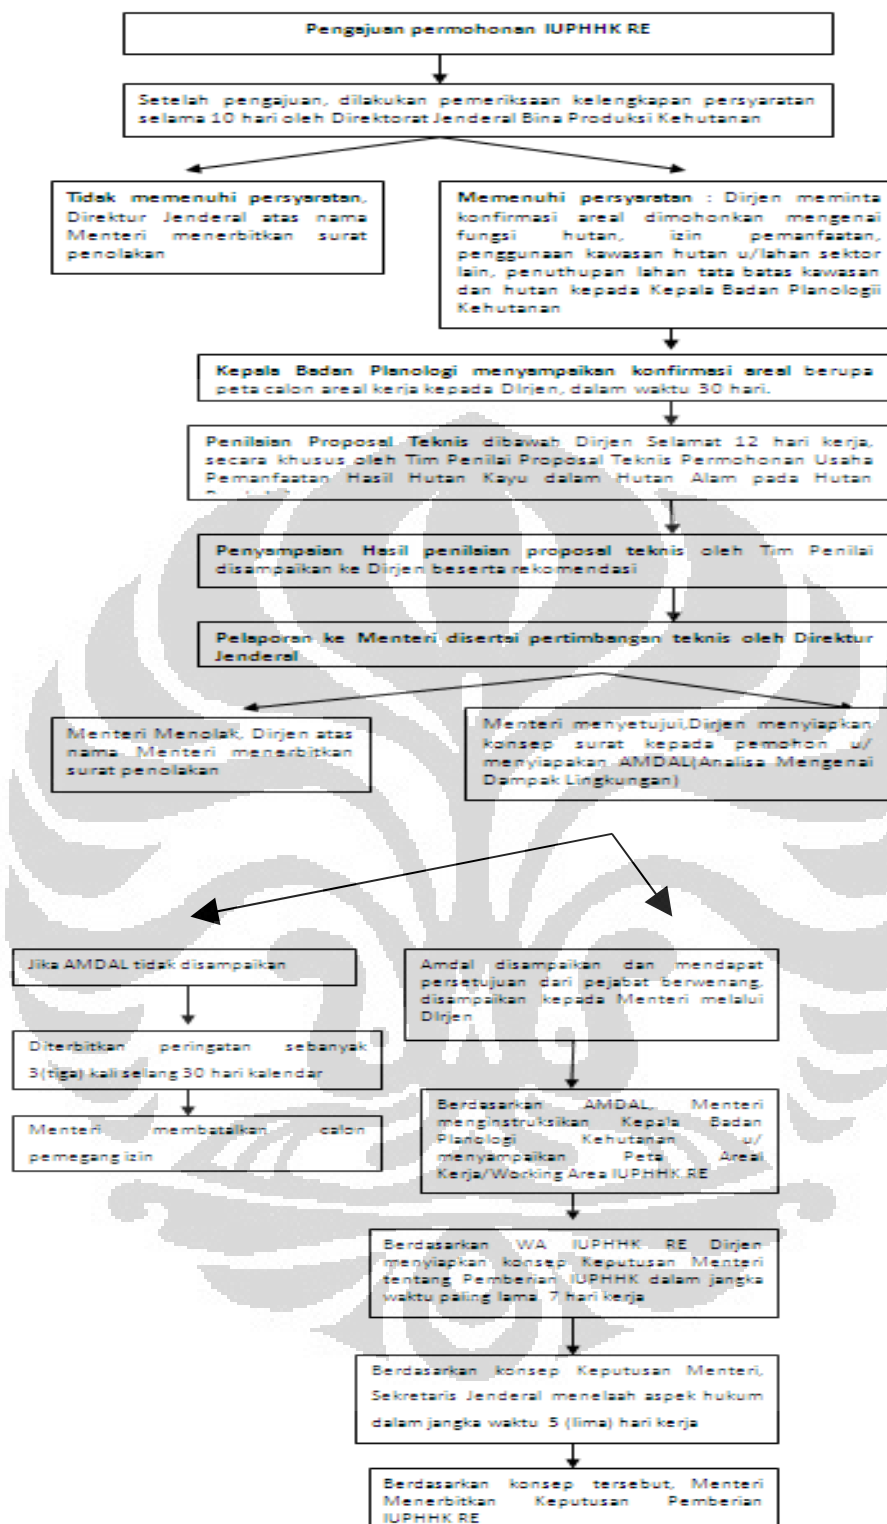 Pengajuan permohonan IUPHHK RE
Setelah pengajuan, dilakukan pemeriksaan kelengkapan persyaratan
selama 10 hari oleh Direktorat Jenderal Bina Produksi Kehutanan
Tidak memenuhi persyaratan,
Direktur Jenderal atas nama
Menteri menerbitkan surat
penolakan
Memenuhi persyaratan : Dirjen meminta
konfirmasi areal dimohonkan mengenai
fungsi hutan, izin pemanfaatan,
penggunaan kawasan hutan u/lahan sektor
lain, penuthupan lahan tata batas kawasan
dan hutan kepada Kepala Badan Planologii
Kehutanan
Kepala Badan Planologi menyampaikan konfirmasi areal berupa
peta calon areal kerja kepada DIrjen, dalam waktu 30 hari.
Penilaian Proposal Teknis dibawah Dirjen Selamat 12 hari kerja,
secara khusus oleh Tim Penilai Proposal Teknis Permohonan Usaha
Pemanfaatan Hasil Hutan Kayu dalam Hutan Alam pada Hutan
Penyampaian Hasil penilaian proposal teknis oleh Tim Penilai
disampaikan ke Dirjen beserta rekomendasi
Pelaporan ke Menteri disertai pertimbangan teknis oleh Direktur
Jenderal
Menteri Menolak, Dirjen atas
nama Menteri menerbitkan
surat penolakan
Menteri menyetujui,Dirjen menyiapkan
konsep surat kepada pemohon u/
menyiapakan AMDAL(Analisa Mengenai
Dampak Lingkungan)
Jika AMDAL tidak disampaikan
Diterbitkan peringatan sebanyak
3(tiga) kali selang 30 hari kalendar
Menteri membatalkan calon
pemegang izin
Amdal disampaikan dan mendapat
persetujuan dari pejabat berwenang,
disampaikan kepada Menteri melalui
DIrjen
Berdasarkan AMDAL, Menteri
menginstruksikan Kepala Badan
Planologi Kehutanan u/
menyampaikan Peta Areal
Kerja/Working Area IUPHHK RE
Berdasarkan WA IUPHHK RE Dirjen
menyiapkan konsep Keputusan Menteri
tentang Pemberian IUPHHK dalam jangka
waktu paling lama 7 hari kerja
Berdasarkan konsep Keputusan Menteri,
Sekretaris Jenderal menelaah aspek hukum
dalam jangka waktu 5 (lima) hari kerja
Berdasarkan konsep tersebut, Menteri
Menerbitkan Keputusan Pemberian
IUPHHK RE